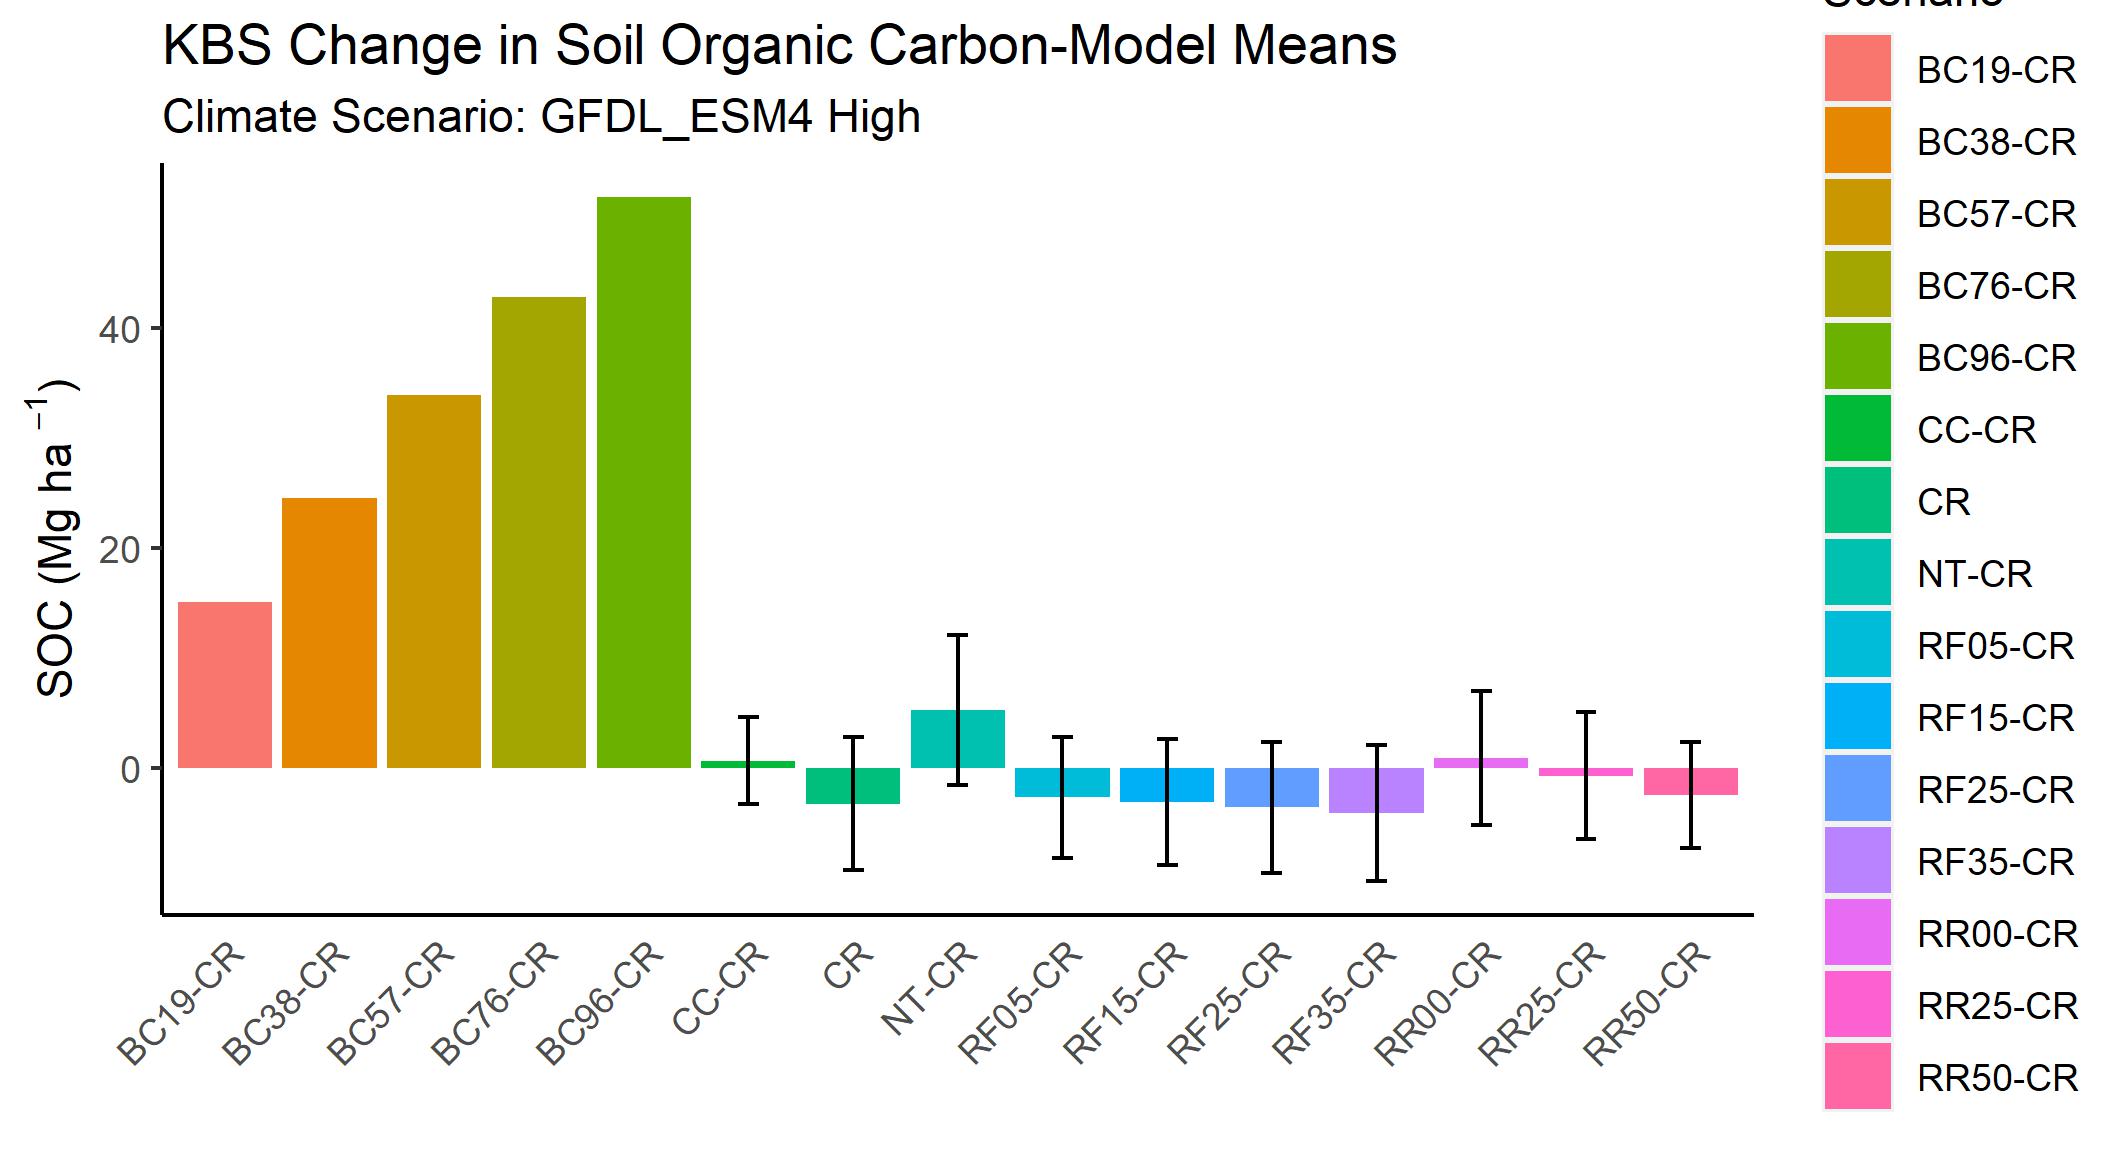 KBS Change in Soil Organic Carbon-Model Means
Climate Scenario: GFDL_ESM4 High
SOC (Mg ha −1)
40
20
0
BC19-CR
BC38-CR
BC57-CR
BC76-CR
BC96-CR
CC-CR
CR
NT-CR
RF05-CR
RF15-CR
RF25-CR
RF35-CR
RR00-CR
RR25-CR
RR50-CR
Scenario
BC19-CR
BC38-CR
BC57-CR
BC76-CR
BC96-CR
CC-CR
CR
NT-CR
RF05-CR
RF15-CR
RF25-CR
RF35-CR
RR00-CR
RR25-CR
RR50-CR